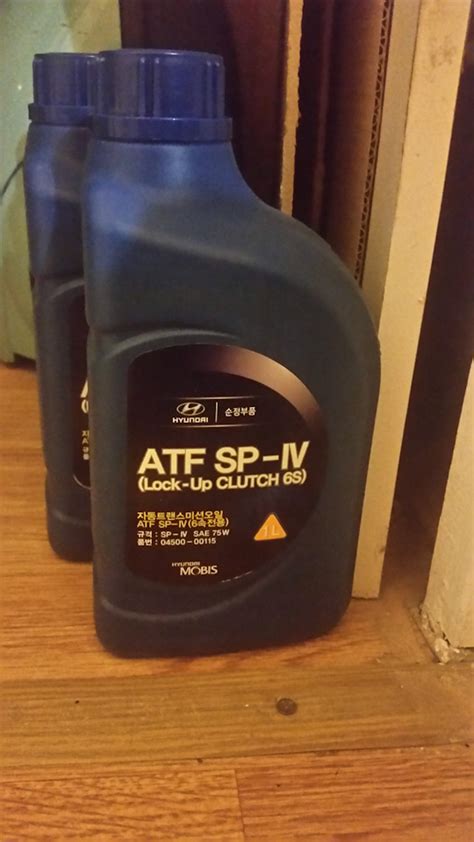 HYUNDAI 순정부품
ATF SP-IV
(Lock-Up CLUTCH 6S)
자동트랜스미션오일
ATF SP-IV(6속전용)
규격 : SP-IV SAE 75W
품번 : 04500-00115
1L
HYUNDAI
MOBIS